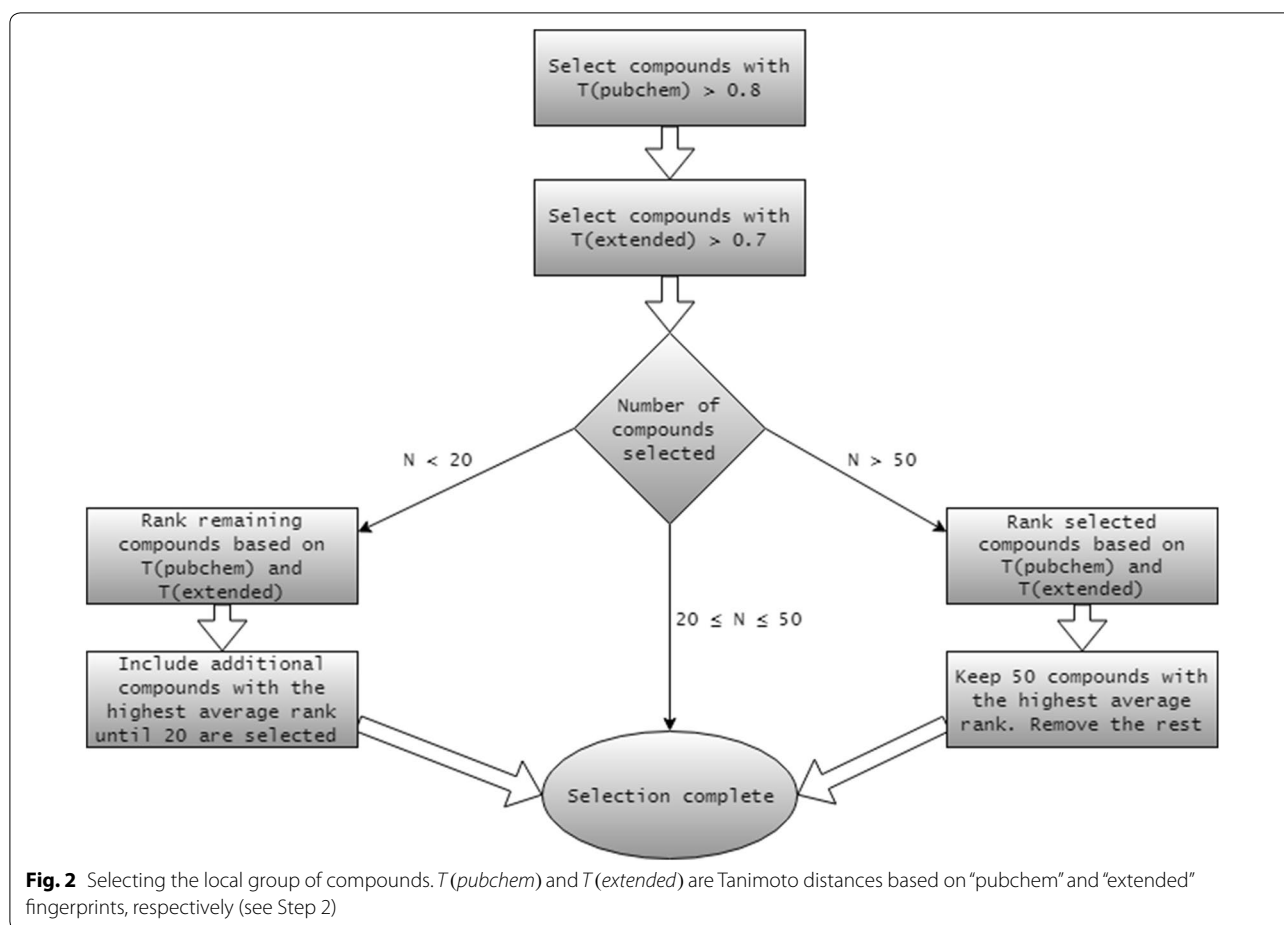 Select compounds with
T(pubchem) > 0.8
Select compounds with
T(extended) > 0.7
Number of
compounds
selected
N < 20
N > 50
20 ≤ N ≤ 50
Rank remaining
compounds based on
T(pubchem) and
T(extended)
Include additional
compounds with the
highest average rank
until 20 are selected
Rank selected
compounds based on
T(pubchem) and
T(extended)
Keep 50 compounds with
the highest average
rank. Remove the rest
Selection complete
Fig. 2 Selecting the local group of compounds. T(pubchem) and T(extended) are Tanimoto distances based on “pubchem” and “extended”
fingerprints, respectively (see Step 2)